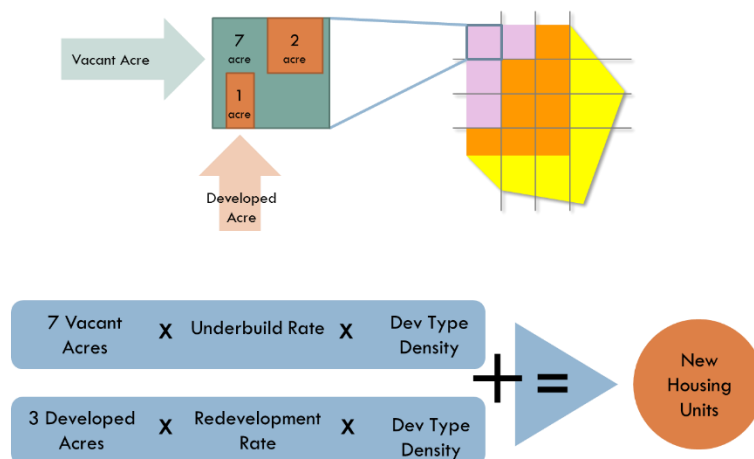 7
acre
2
acre
Vacant Acre
1
acre
Developed
Acre
7 Vacant
Acres
X
Underbuild Rate
X
Dev Type
Density
+
=
New
Housing
Units
3 Developed
Acres
X
Redevelopment
Rate
X
Dev Type
Density